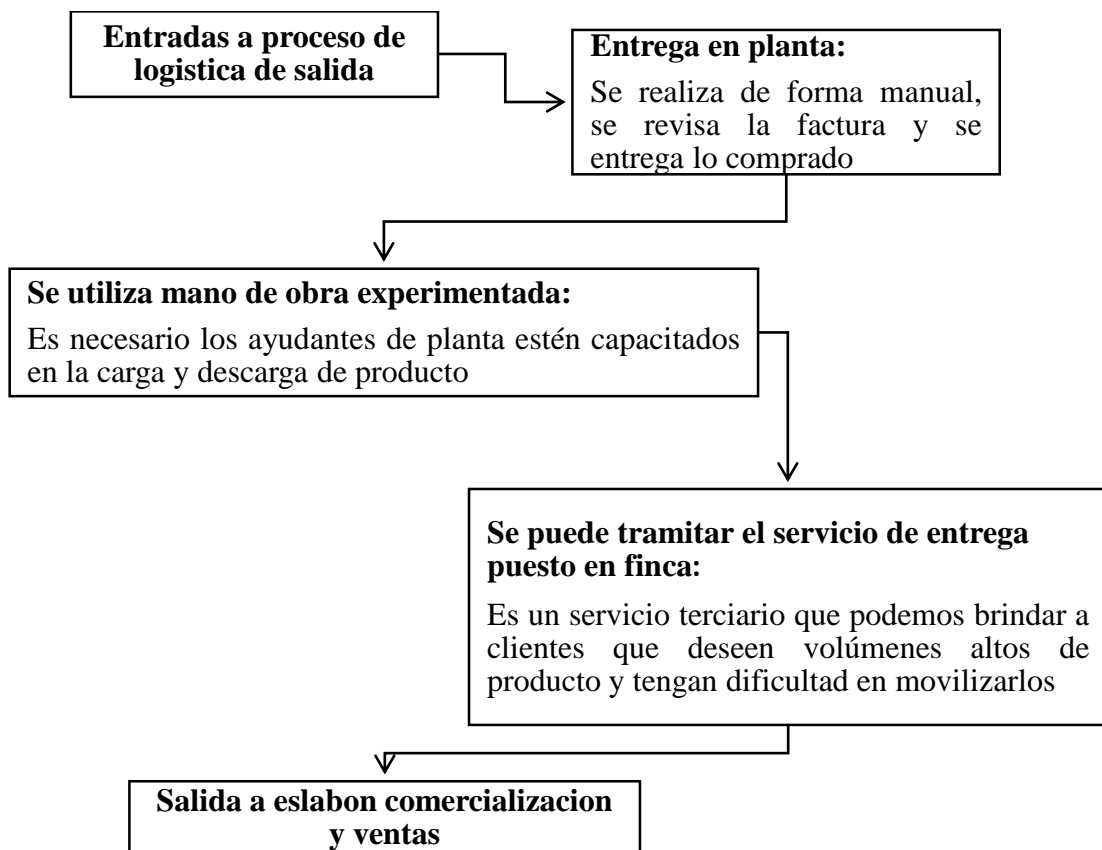 Entradas a proceso de
logistica de salida
Entrega en planta:
Se realiza de forma manual,
se revisa la factura y se
entrega lo comprado
Se utiliza mano de obra experimentada:
Es necesario los ayudantes de planta estén capacitados
en la carga y descarga de producto
Se puede tramitar el servicio de entrega
puesto en finca:
Es un servicio terciario que podemos brindar a
clientes que deseen volúmenes altos de
producto y tengan dificultad en movilizarlos
Salida a eslabon comercializacion
y ventas